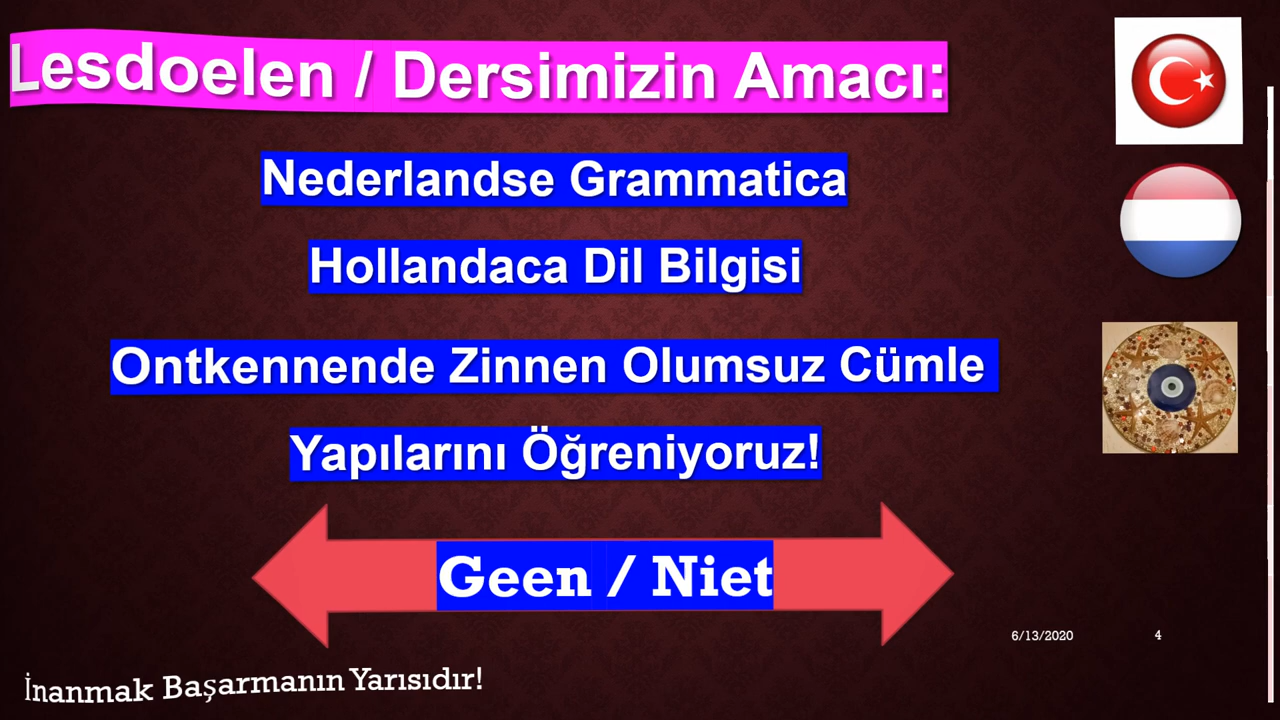 Lesdoelen / Dersimizin Amacı:
Nederlandse Grammatica
Hollandaca Dil Bilgisi
Ontkennende Zinnen Olumsuz Cümle
Yapılarını Öğreniyoruz!
Geen / Niet
6/13/2020 4
İnanmak Başarmanın Yarısıdır!